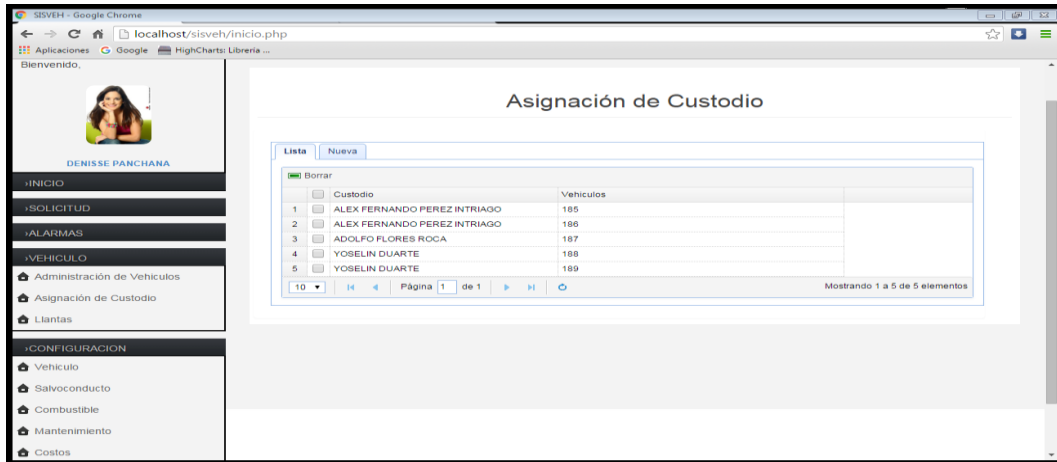 SISVEH - Google Chrome
localhost/sisveh/inicio.php
Aplicaciones Google HighCharts: Librería ...
Bienvenido,
DENISSE PANCHANA
›INICIO
›SOLICITUD
›ALARMAS
›VEHICULO
Administración de Vehiculos
Asignación de Custodio
Llantas
›CONFIGURACION
Vehiculo
Salvoconducto
Combustible
Mantenimiento
Costos
Asignación de Custodio
Lista Nueva
Borrar
Custodio Vehiculos
1 ALEX FERNANDO PEREZ INTRIAGO 185
2 ALEX FERNANDO PEREZ INTRIAGO 186
3 ADOLFO FLORES ROCA 187
4 YOSELIN DUARTE 188
5 YOSELIN DUARTE 189
10 Página 1 de 1 Mostrando 1 a 5 de 5 elementos